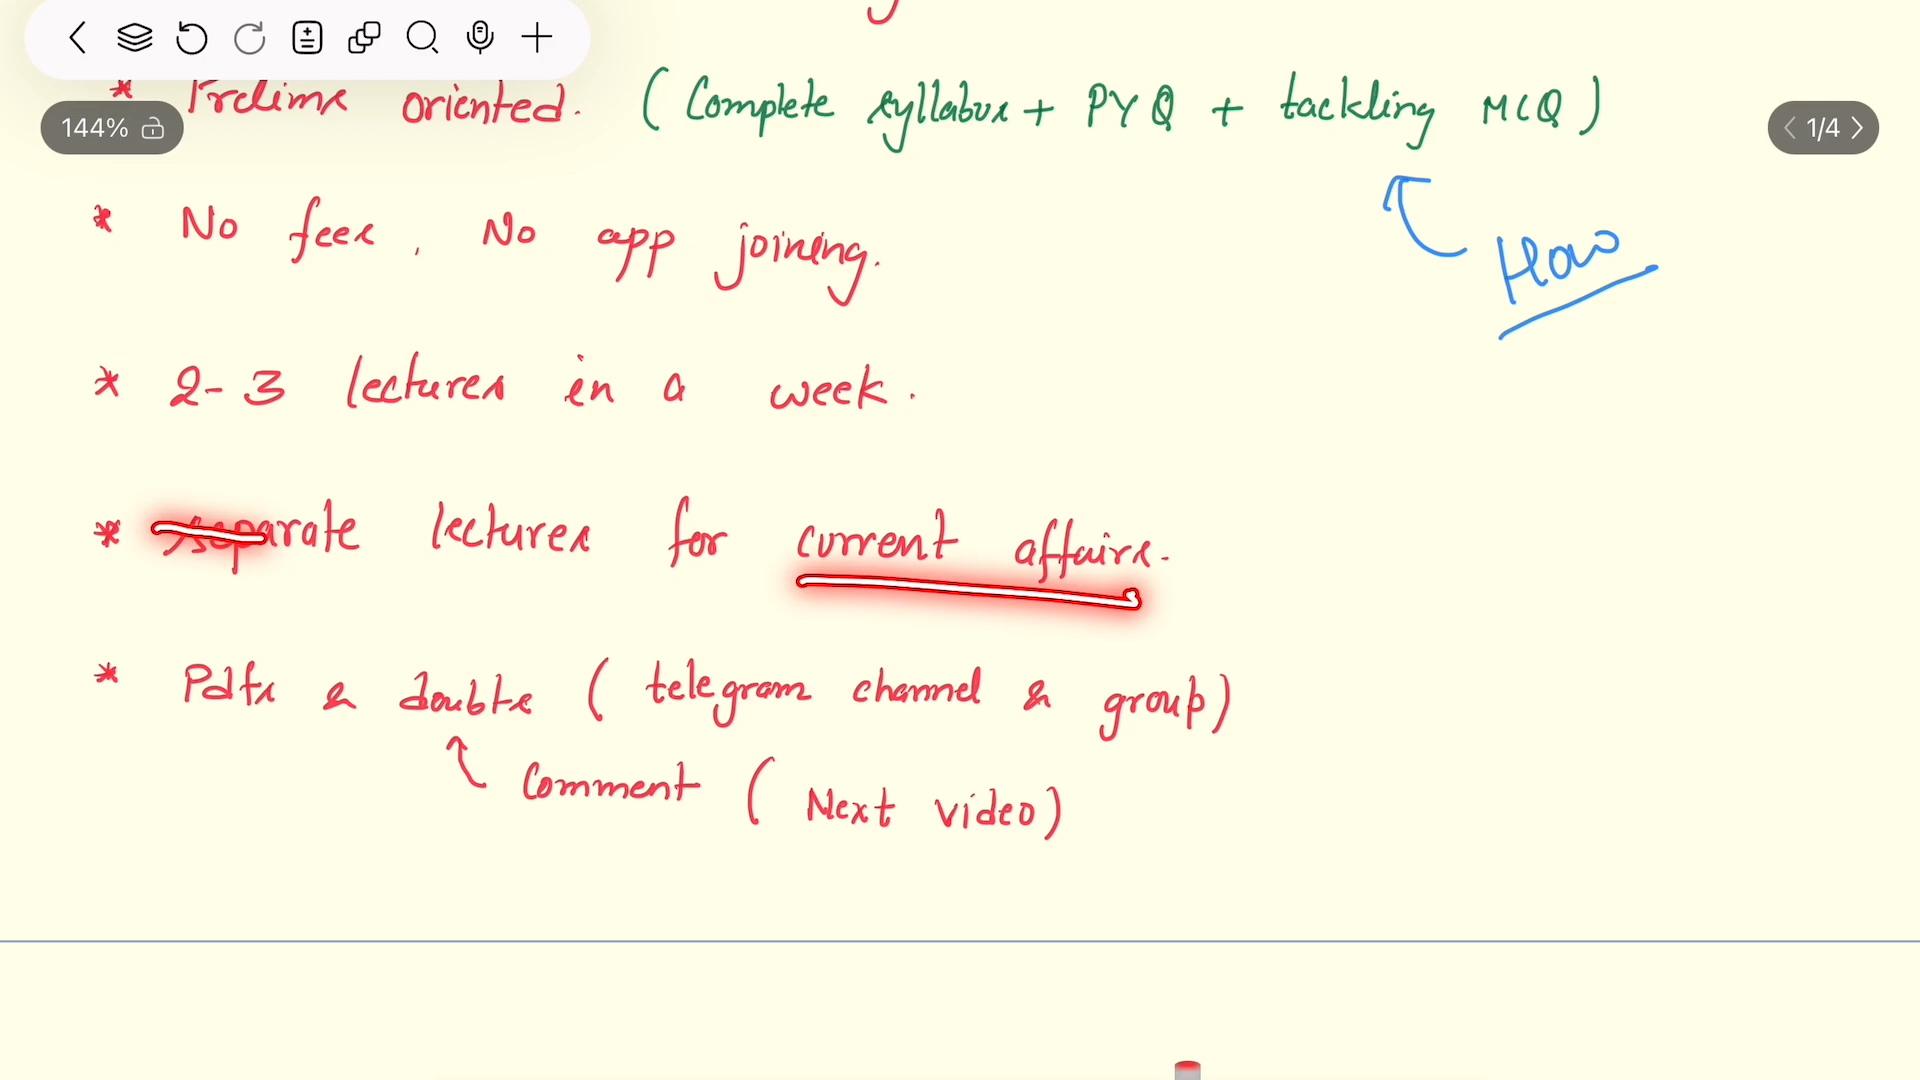 * Prelims oriented. (Complete syllabus + PYQ + tackling MCQ)
144%
1/4
How
* No fees, No app joining.
* 2-3 lectures in a week.
* separate lectures for current affairs.
* Pdfs & doubts (telegram channel & group)
Comment (Next video)